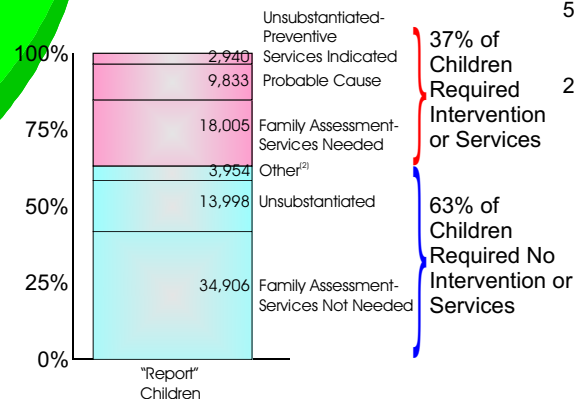 100%
75%
50%
25%
0%
2,940
9,833
18,005
3,954
13,998
34,906
Unsubstantiated-
Preventive
Services Indicated
Probable Cause
Family Assessment-
Services Needed
Other(2)
Unsubstantiated
Family Assessment-
Services Not Needed
37% of
Children
Required
Intervention
or Services
63% of
Children
Required No
Intervention or
Services
5
2
"Report"
Children